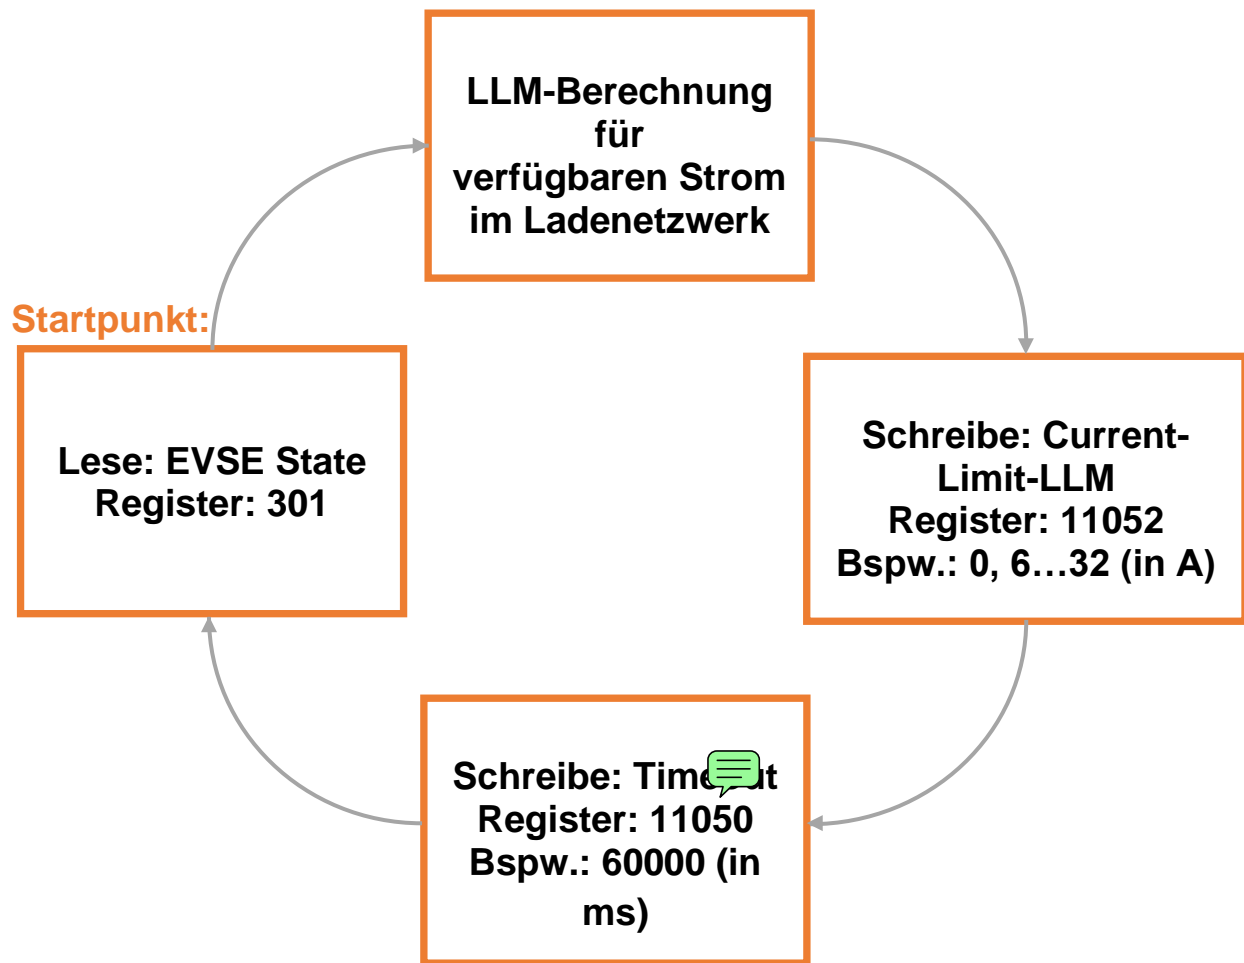 LLM-Berechnung
für
verfügbaren Strom
im Ladenetzwerk
Startpunkt:
Lese: EVSE State
Register: 301
Schreibe: Current-
Limit-LLM
Register: 11052
Bspw.: 0, 6…32 (in A)
Schreibe: Timeout
Register: 11050
Bspw.: 60000 (in
ms)